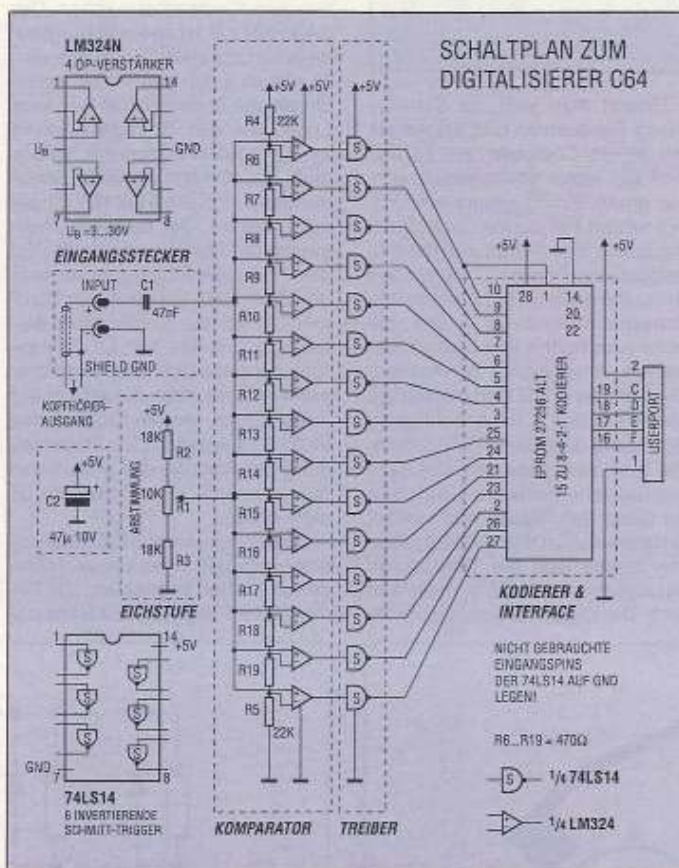 SCHALTPLAN ZUM
DIGITALISIERER C64
LM324N
4 OP-VERSTÄRKER
1
14
UB
GND
7
8
UB =3...30V
EINGANGSSTECKER
INPUT
C1
+
47nF
SHIELD GND
KOPFHÖRER-
AUSGANG
+5V
18K
R2
ABSTIMMUNG
10K
R1
18K
R3
EICHSTUFE
+5V
C2
+
47µ 10V
1
14
+5V
GND
7
8
74LS14
6 INVERTIERENDE
SCHMITT-TRIGGER
+5V
+5V
+5V
R4
22K
R6
R7
R8
R9
R10
R11
R12
R13
R14
R15
R16
R17
R18
R19
R5
22K
KOMPARATOR
TREIBER
+5V
+5V
28
1
14,
20,
22
10
9
8
7
6
5
4
3
25
24
21
23
2
26
27
EPROM 27256 ALT
15 ZU 8-4-2-1 KODIERER
19
18
17
16
2
C
D
E
F
1
USERPORT
KODIERER &
INTERFACE
NICHT GEBRAUCHTE
EINGANGSPINS
DER 74LS14 AUF GND
LEGEN!
R6...R19 = 470Ω
S
1/4 74LS14
1/4 LM324